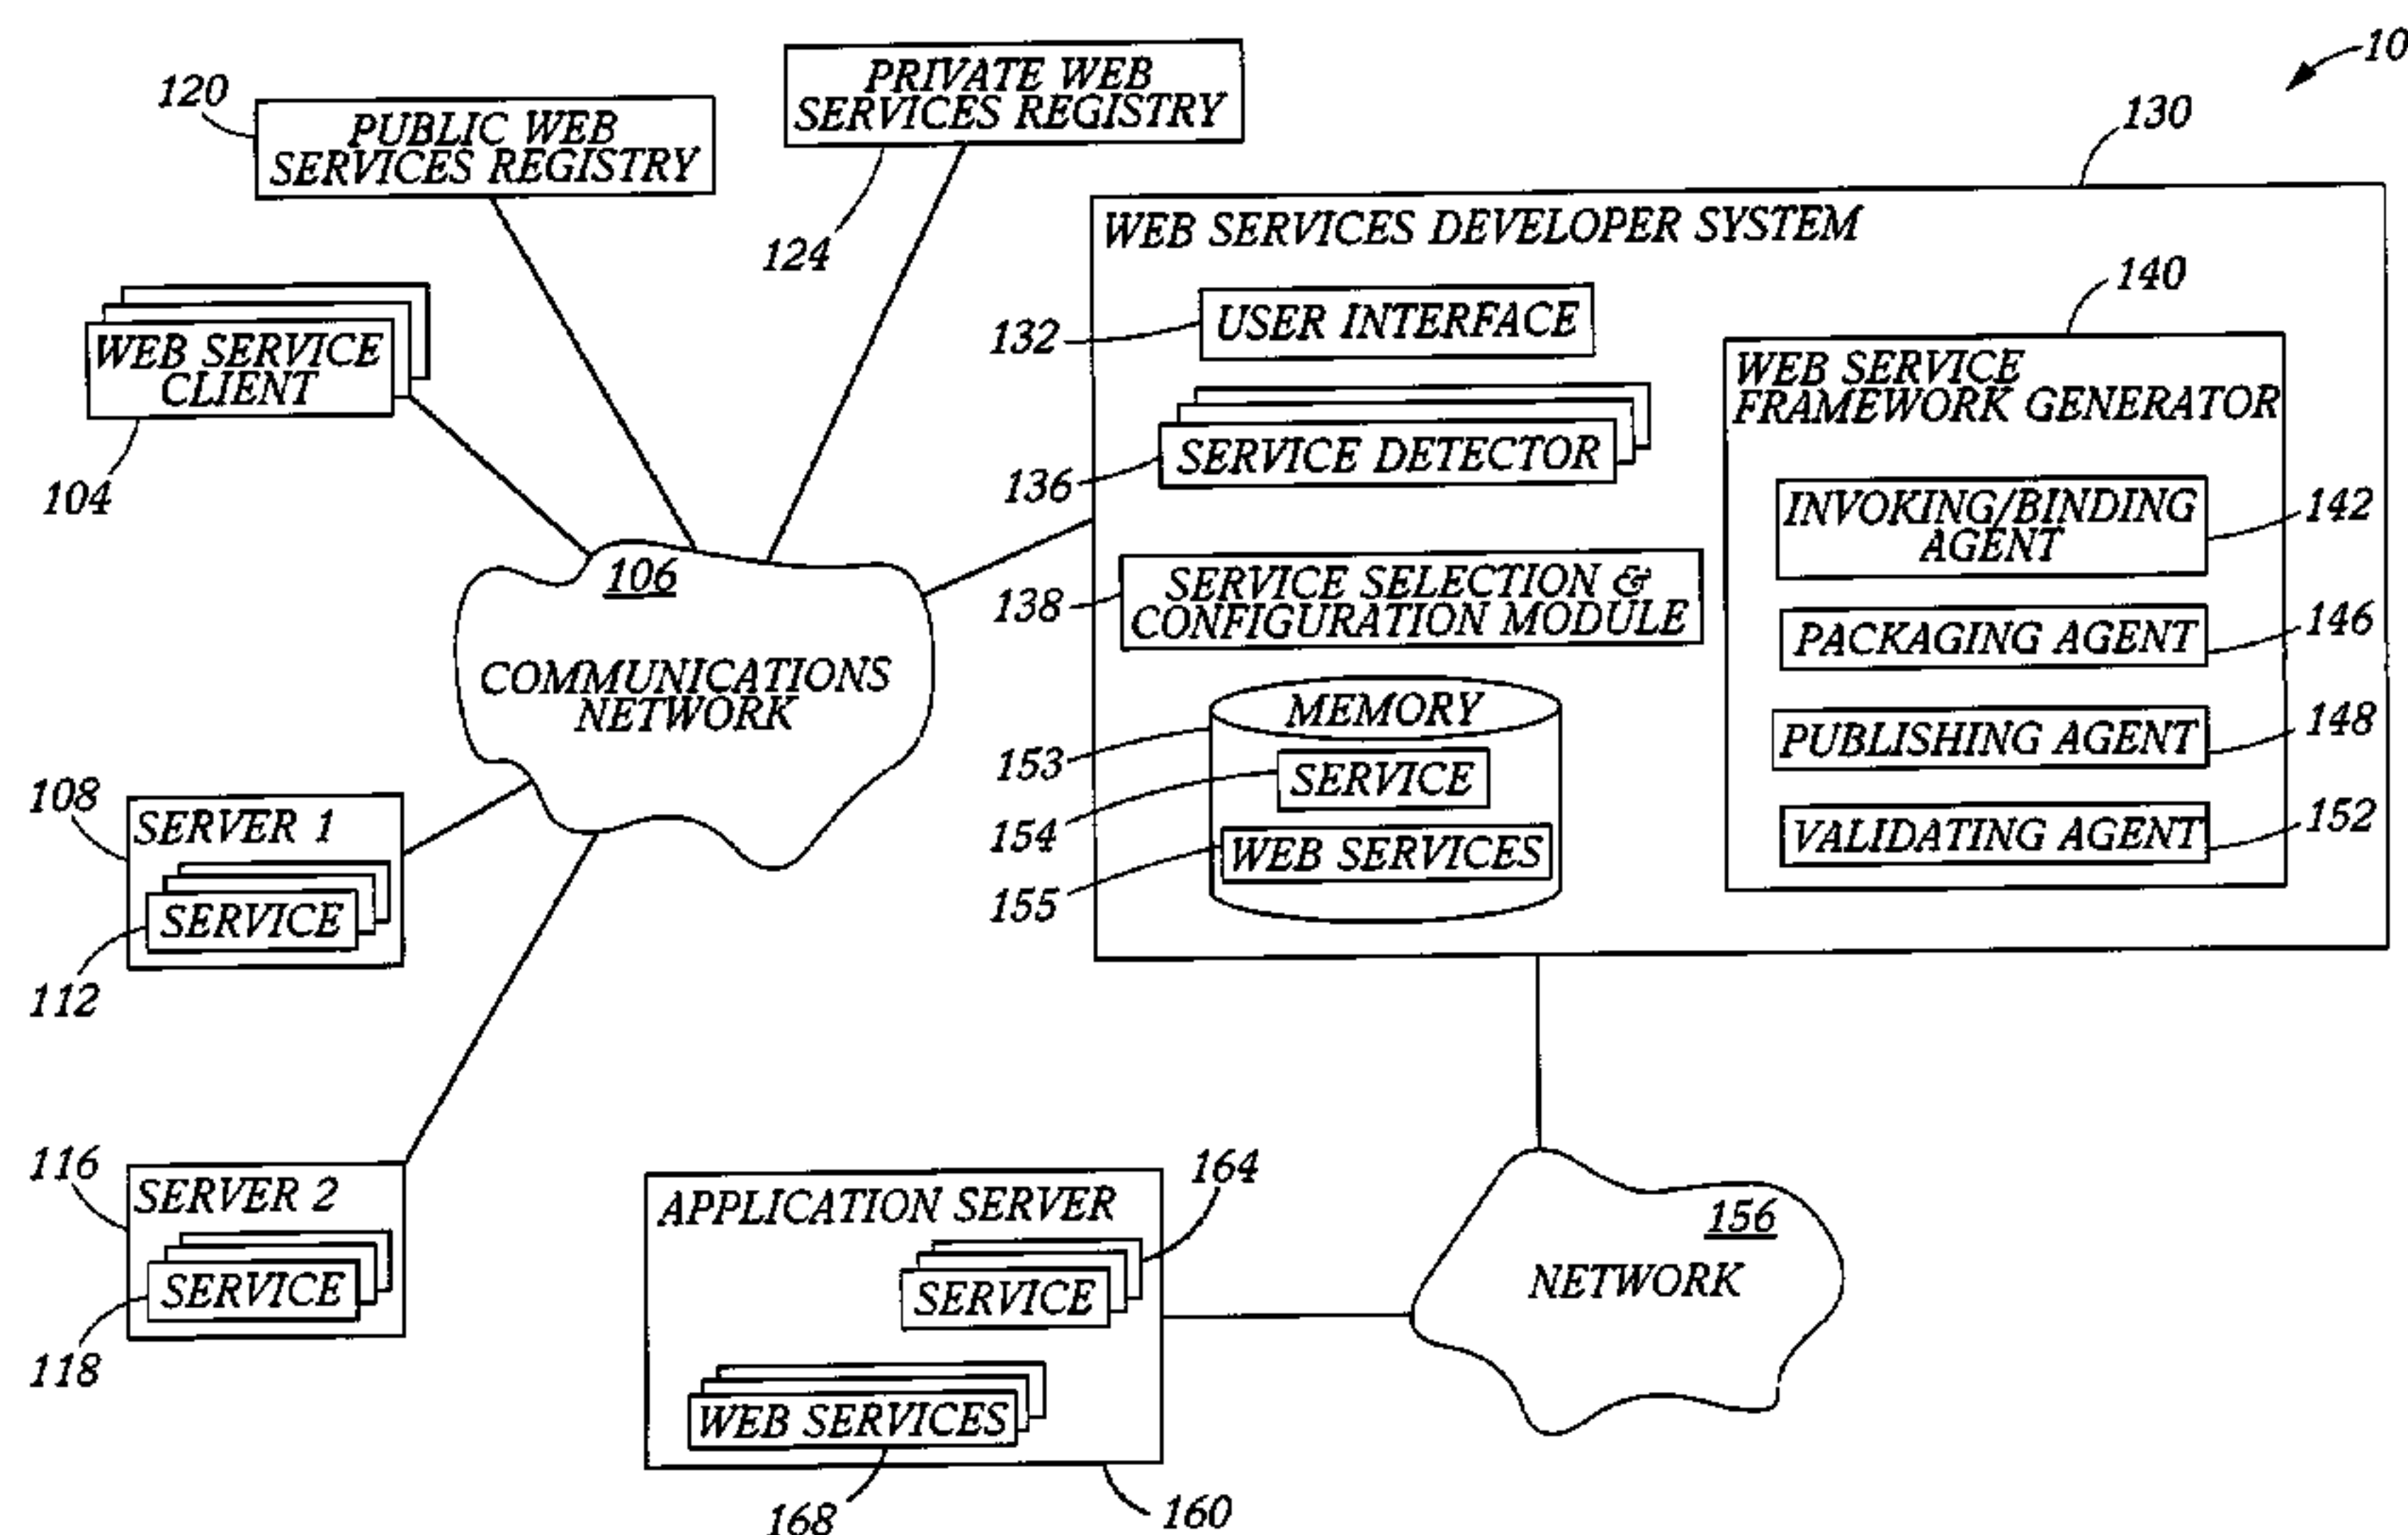 10
120
PUBLIC WEB
SERVICES REGISTRY
PRIVATE WEB
SERVICES REGISTRY
124
130
WEB SERVICES DEVELOPER SYSTEM
WEB SERVICE
CLIENT
104
132
USER INTERFACE
136
SERVICE DETECTOR
138
SERVICE SELECTION &
CONFIGURATION MODULE
140
WEB SERVICE
FRAMEWORK GENERATOR
INVOKING/BINDING
AGENT
142
PACKAGING AGENT
146
PUBLISHING AGENT
148
VALIDATING AGENT
152
MEMORY
153
SERVICE
154
WEB SERVICES
155
106
COMMUNICATIONS
NETWORK
108
SERVER 1
SERVICE
112
116
SERVER 2
SERVICE
118
APPLICATION SERVER
164
SERVICE
WEB SERVICES
168
160
156
NETWORK